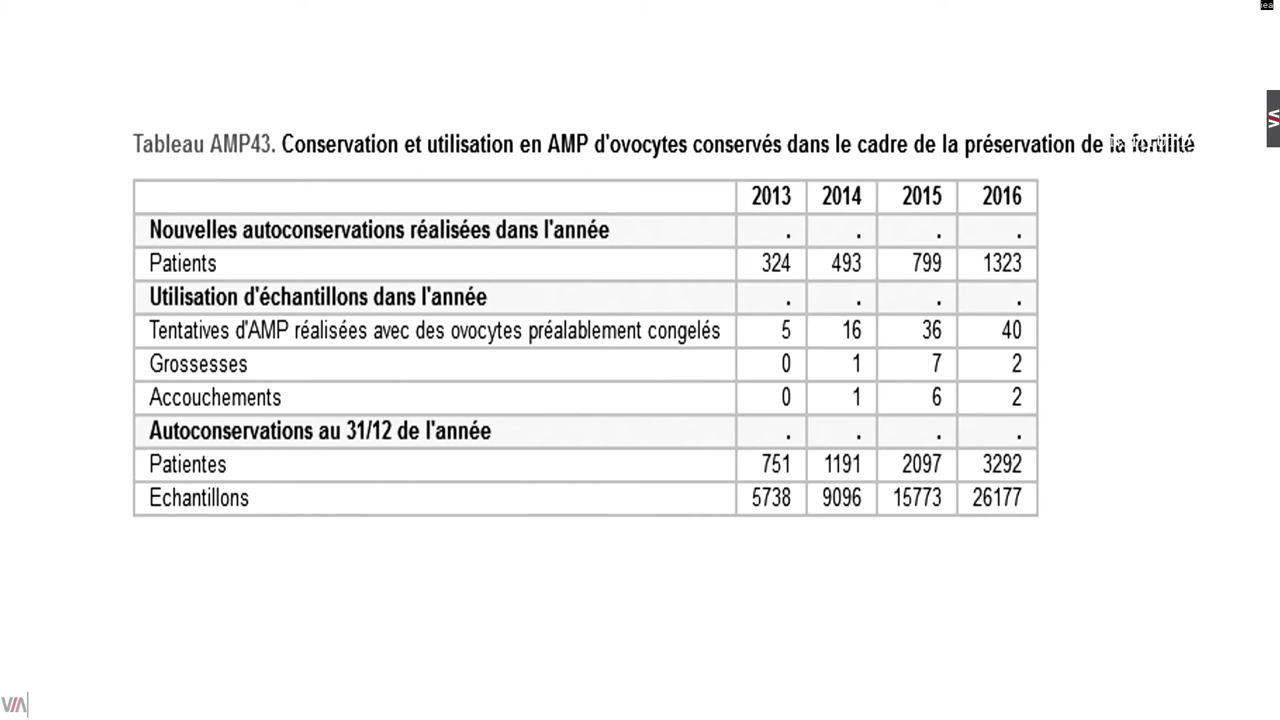 Tableau AMP43. Conservation et utilisation en AMP d'ovocytes conservés dans le cadre de la préservation de la fertilité
2013 2014 2015 2016
Nouvelles autoconservations réalisées dans l'année . . . .
Patients 324 493 799 1323
Utilisation d'échantillons dans l'année . . . .
Tentatives d'AMP réalisées avec des ovocytes préalablement congelés 5 16 36 40
Grossesses 0 1 7 2
Accouchements 0 1 6 2
Autoconservations au 31/12 de l'année . . . .
Patientes 751 1191 2097 3292
Echantillons 5738 9096 15773 26177
VIA
VIA